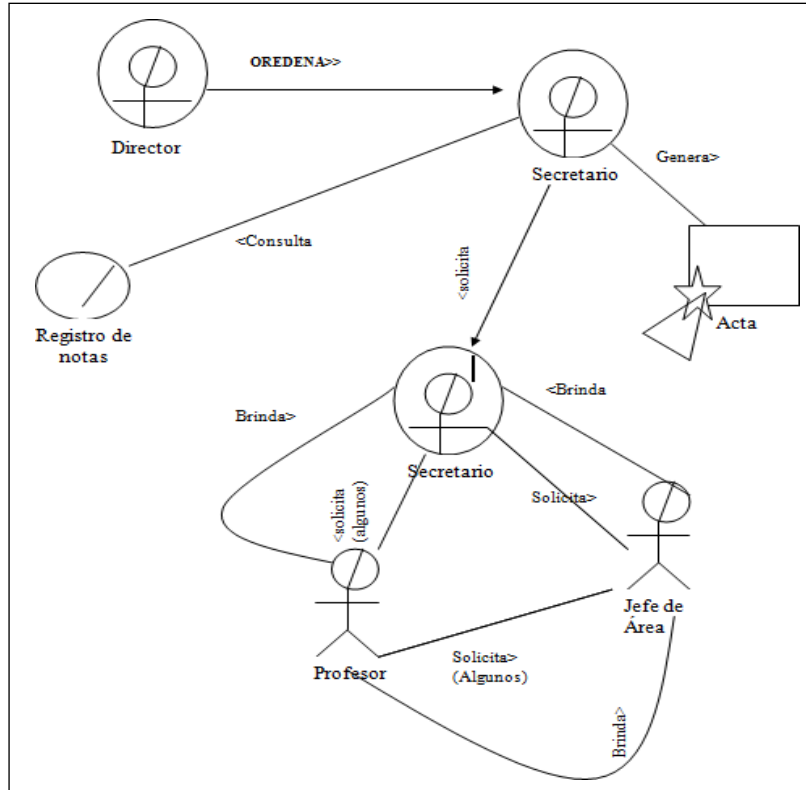 OREDENA>>
Director
Secretario
Genera>
<Consulta
<solicita
Registro de
notas
Acta
<Brinda
Brinda>
Secretario
<solicita
(algunos)
Solicita>
Jefe de
Área
Profesor
Solicita>
(Algunos)
Brinda>